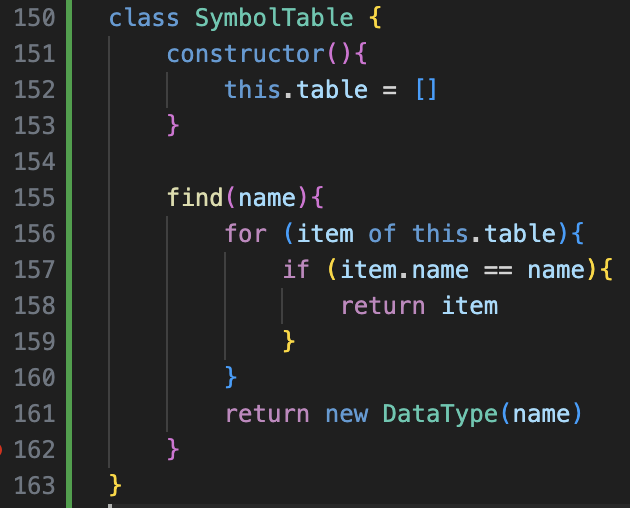 150 class SymbolTable {
151     constructor(){
152         this.table = []
153     }
154
155     find(name){
156         for (item of this.table){
157             if (item.name == name){
158                 return item
159             }
160         }
161         return new DataType(name)
162     }
163 }